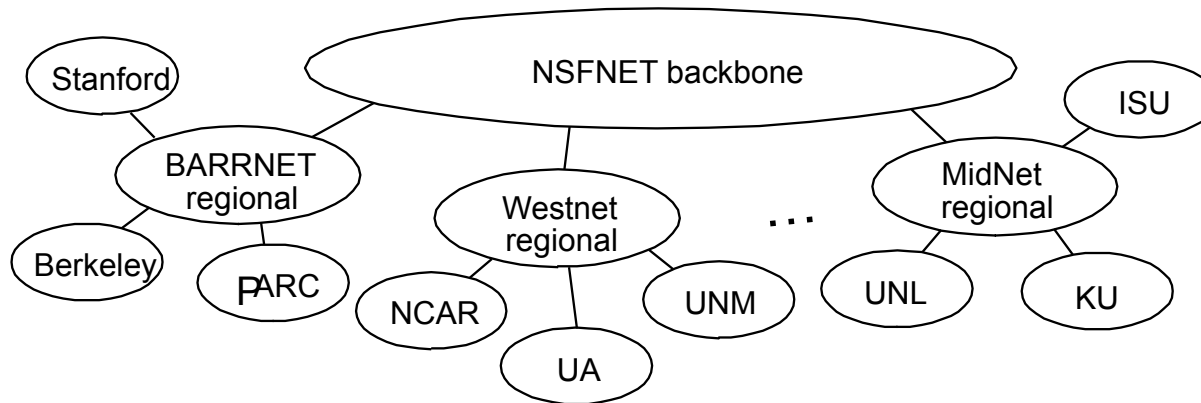 NSFNET backbone
Stanford
ISU
BARRNET
regional
MidNet
regional
Westnet
regional
...
Berkeley
PARC
NCAR
UNM
UNL
KU
UA